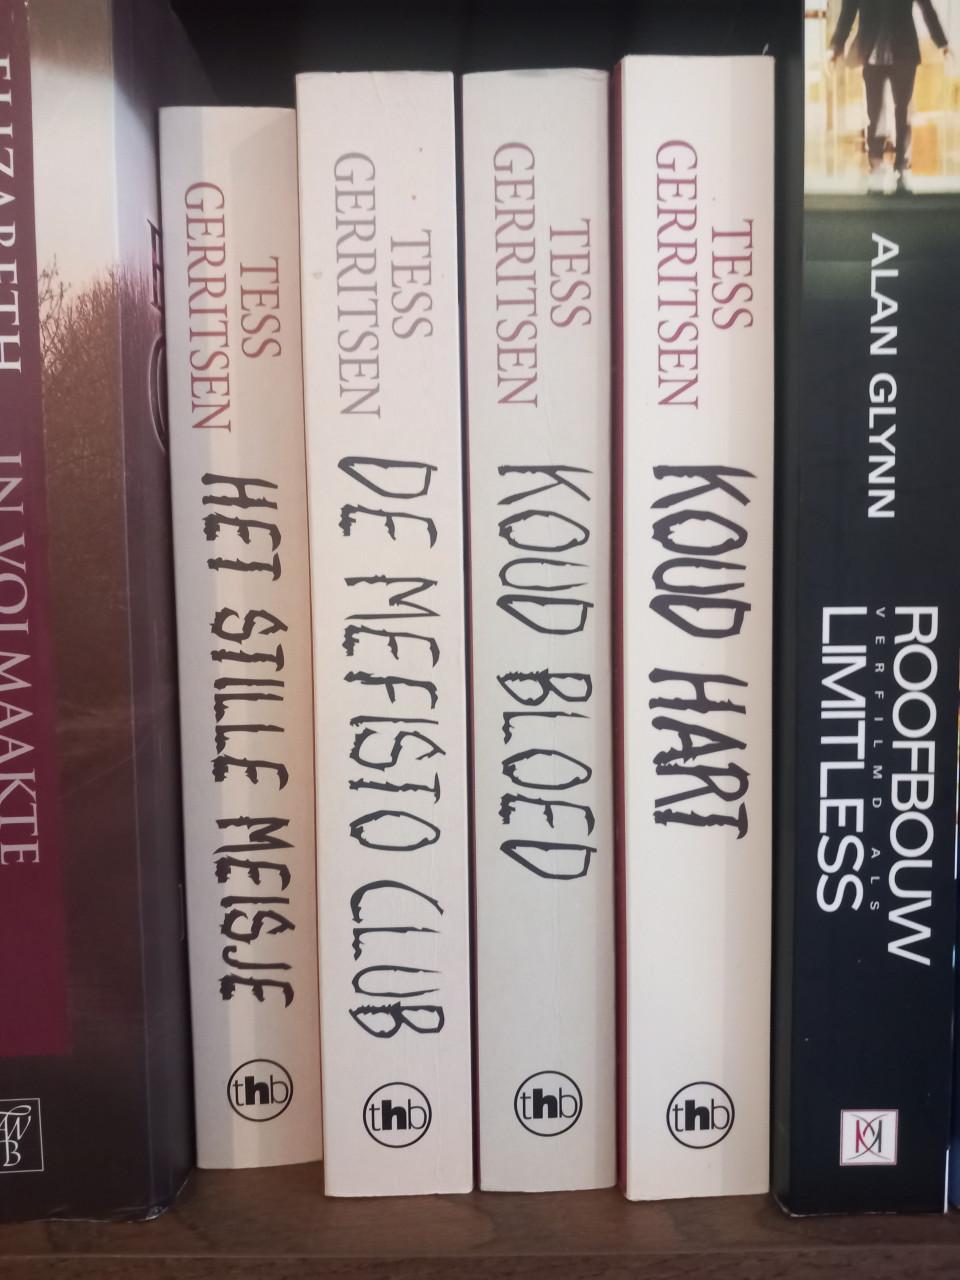 ELIZABETH
IN VOLMAAKTE
TESS
GERRITSEN
HET STILLE MEISJE
thb
TESS
GERRITSEN
DE MEFISTO CLUB
thb
TESS
GERRITSEN
KOUD BLOED
thb
TESS
GERRITSEN
KOUD HART
thb
ALAN GLYNN
ROOFBOUW
VERFILMD ALS
LIMITLESS